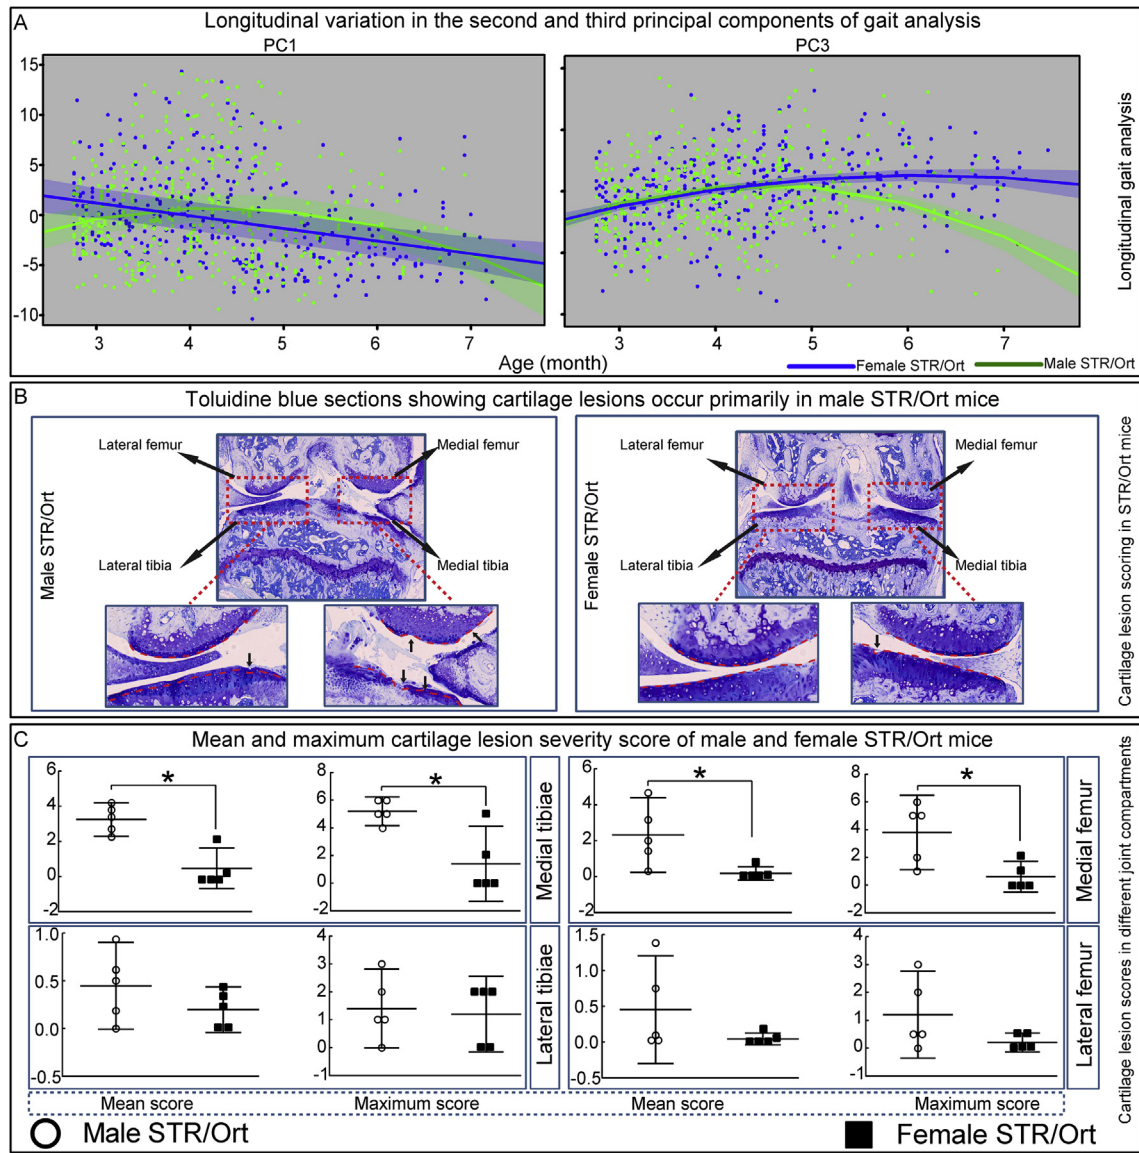 A
Longitudinal variation in the second and third principal components of gait analysis
PC1
PC3
15
10
5
0
-5
-10
3
4
5
6
7
3
4
5
6
7
Age (month)
Female STR/Ort
Male STR/Ort
Longitudinal gait analysis
B
Toluidine blue sections showing cartilage lesions occur primarily in male STR/Ort mice
Male STR/Ort
Lateral femur
Medial femur
Lateral tibia
Medial tibia
Female STR/Ort
Lateral femur
Medial femur
Lateral tibia
Medial tibia
Cartilage lesion scoring in STR/Ort mice
C
Mean and maximum cartilage lesion severity score of male and female STR/Ort mice
6
4
2
0
-2
*
8
6
4
2
0
-2
*
Medial tibiae
6
4
2
0
-2
*
8
6
4
2
0
-2
*
Medial femur
1.0
0.5
0.0
-0.5
4
3
2
1
0
-1
Lateral tibiae
1.5
1.0
0.5
0.0
-0.5
4
3
2
1
0
-1
Lateral femur
Mean score
Maximum score
Mean score
Maximum score
Cartilage lesion scores in different joint compartments
Male STR/Ort
Female STR/Ort